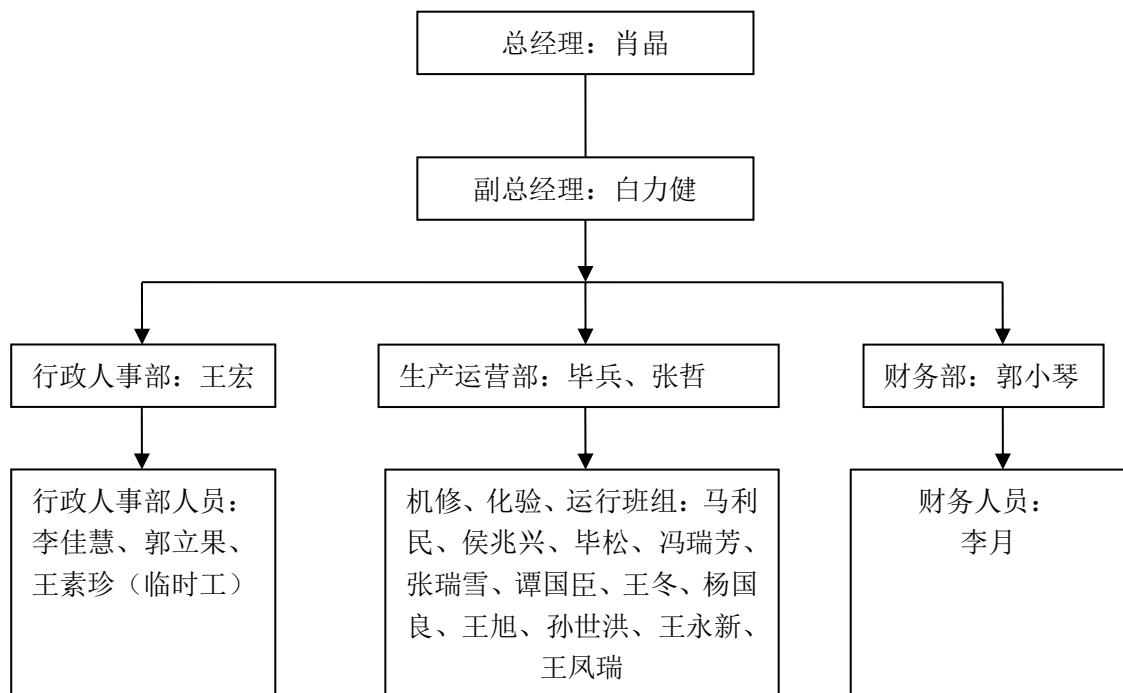 总经理：肖晶
副总经理：白力健
行政人事部：王宏
生产运营部：毕兵、张哲
财务部：郭小琴
行政人事部人员：
李佳慧、郭立果、
王素珍（临时工）
机修、化验、运行班组：马利
民、侯兆兴、毕松、冯瑞芳、
张瑞雪、谭国臣、王冬、杨国
良、王旭、孙世洪、王永新、
王凤瑞
财务人员：
李月